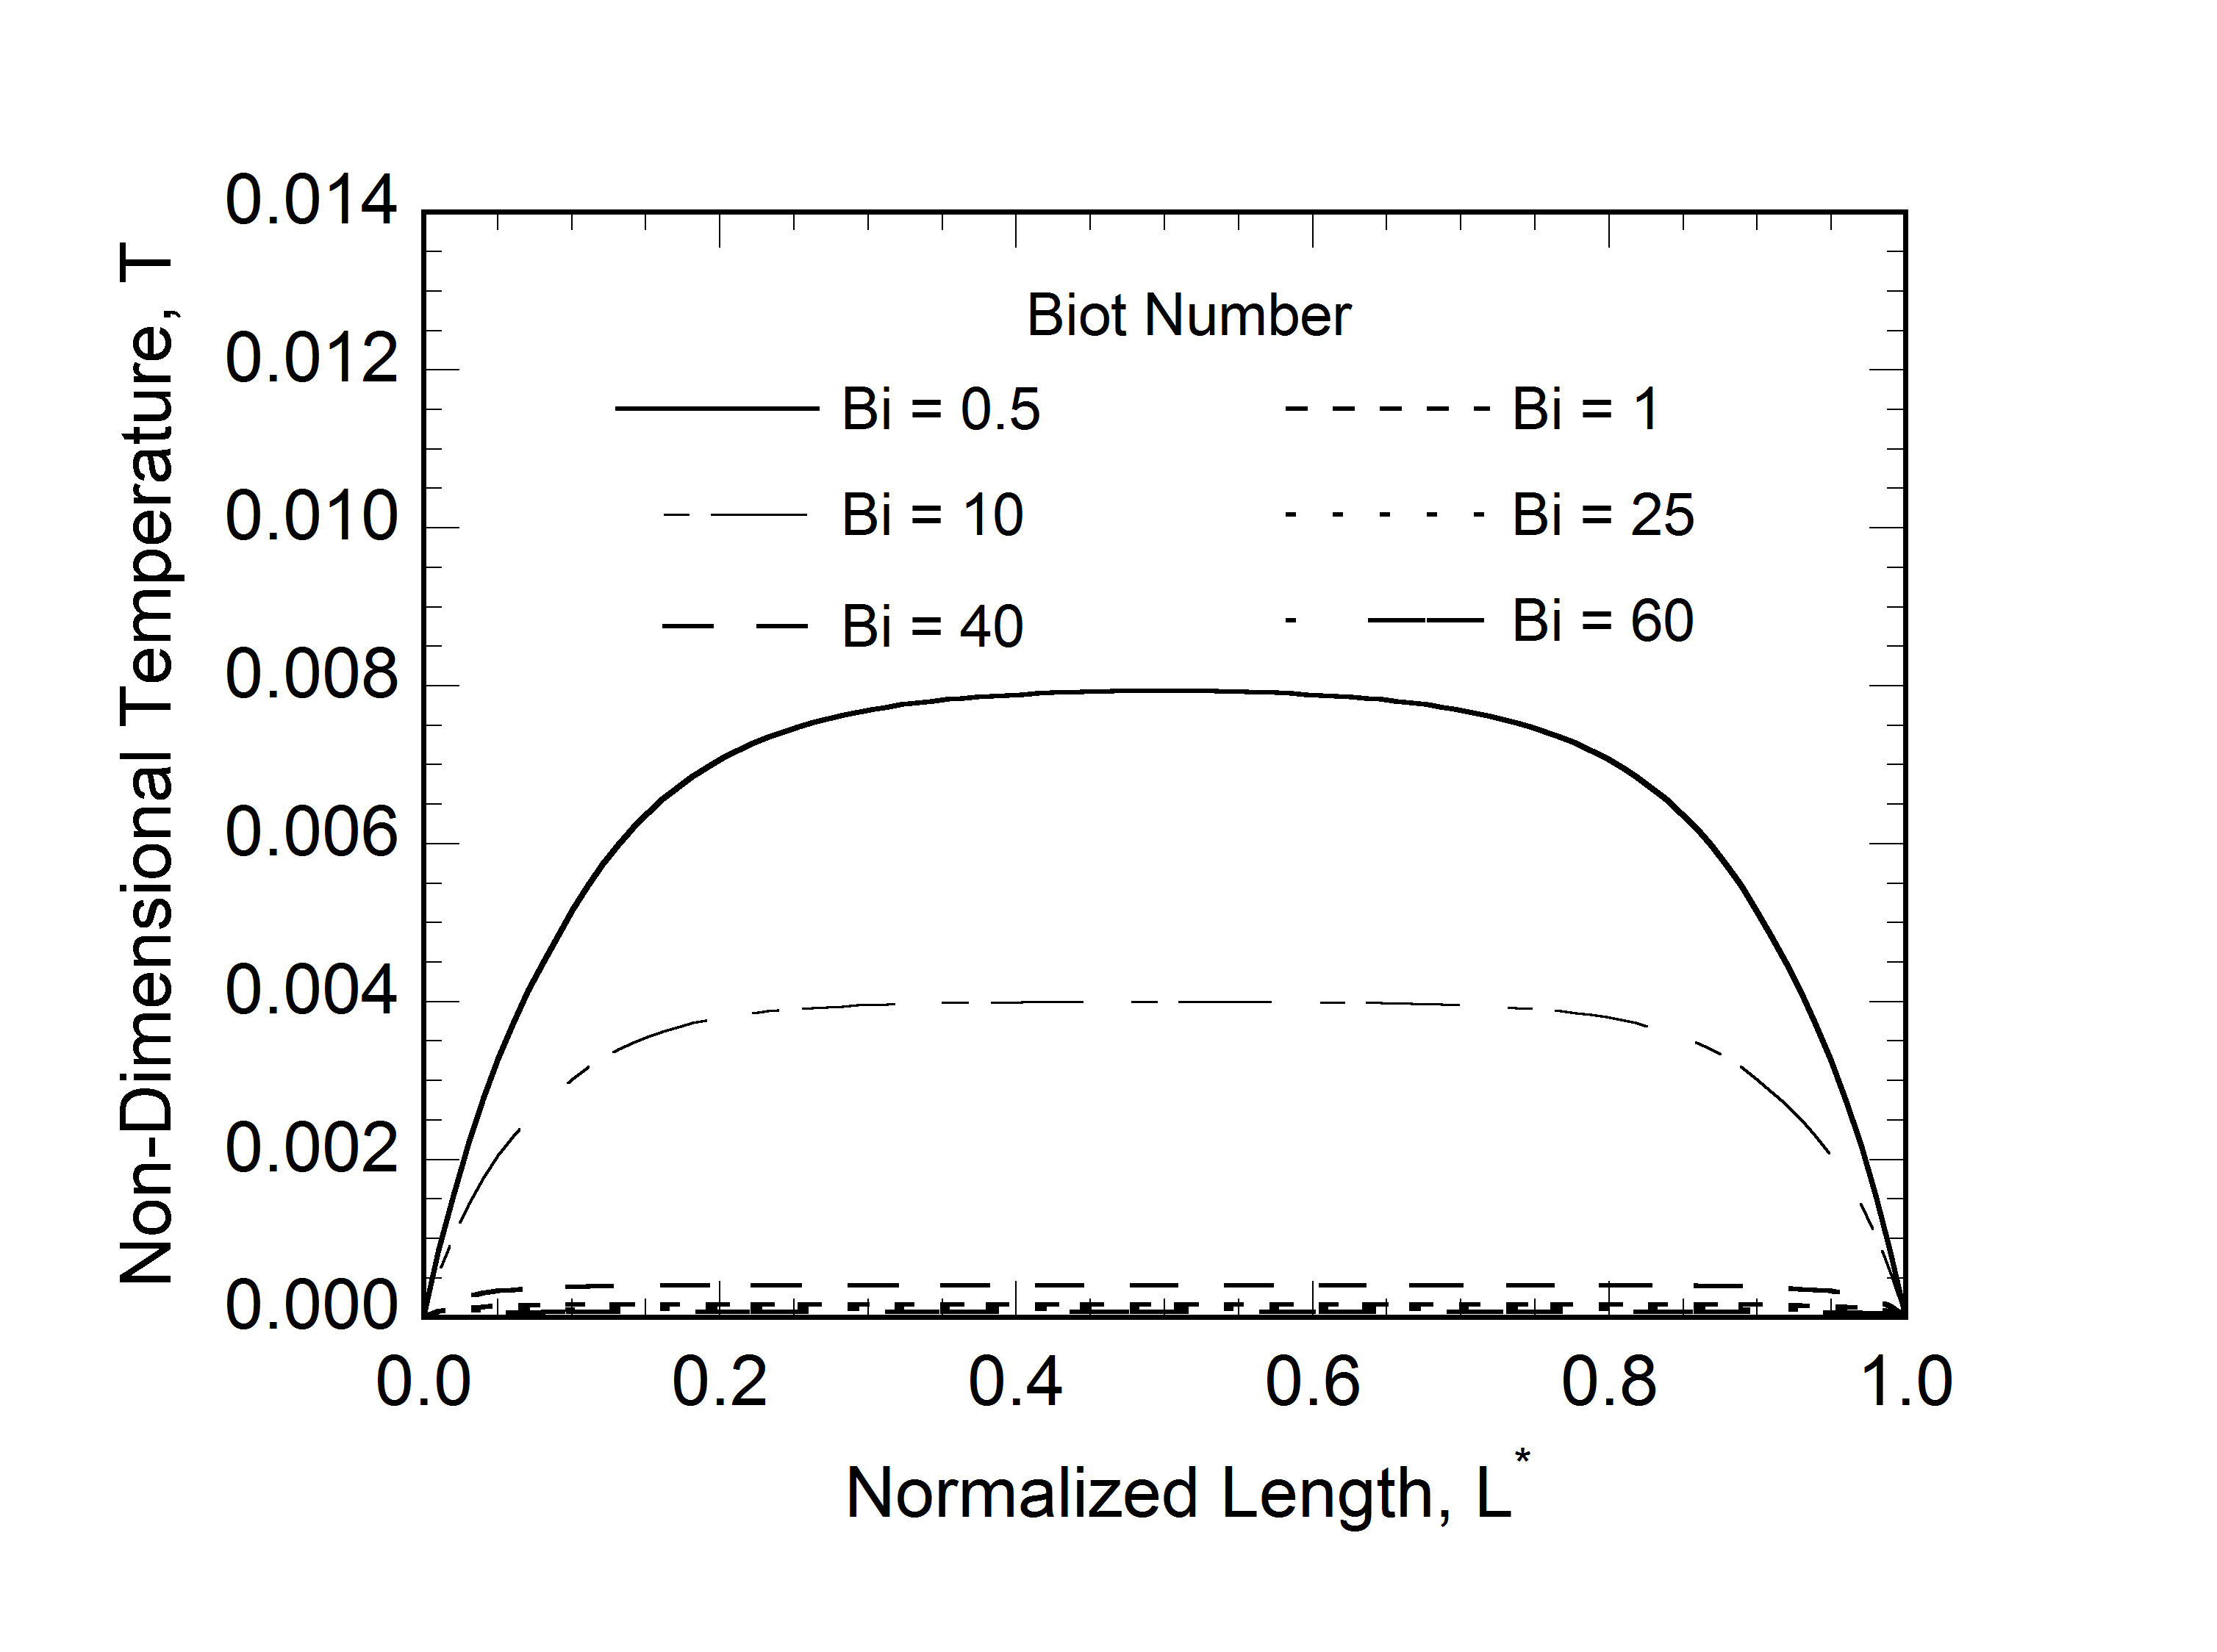 Non-Dimensional Temperature, T
0.014
0.012
0.010
0.008
0.006
0.004
0.002
0.000
Biot Number
Bi = 0.5
Bi = 1
Bi = 10
Bi = 25
Bi = 40
Bi = 60
0.0 0.2 0.4 0.6 0.8 1.0
Normalized Length, L*